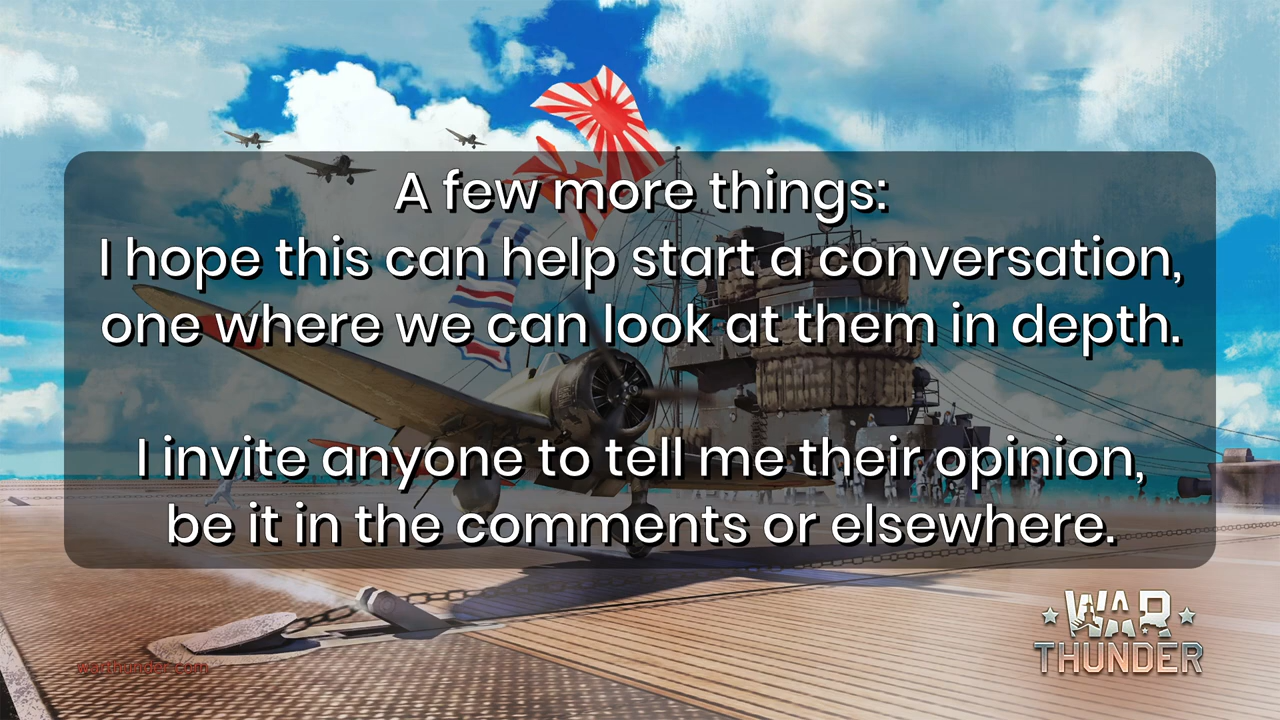 A few more things:
I hope this can help start a conversation,
one where we can look at them in depth.
I invite anyone to tell me their opinion,
be it in the comments or elsewhere.
WAR
THUNDER
warthunder.com